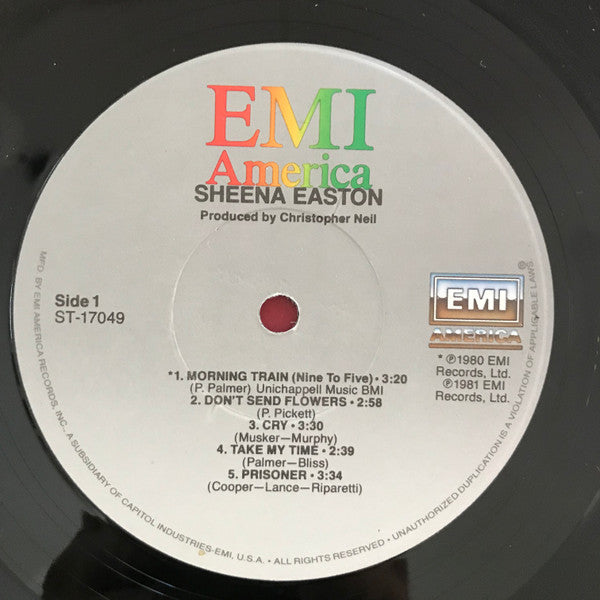 EMI
America
SHEENA EASTON
Produced by Christopher Neil
Side 1
ST-17049
EMI
AMERICA
* ℗1980 EMI
Records, Ltd.
℗1981 EMI
Records, Ltd.
*1. MORNING TRAIN (Nine To Five) • 3:20
(P. Palmer) Unichappell Music BMI
2. DON'T SEND FLOWERS • 2:58
(P. Pickett)
3. CRY • 3:30
(Musker—Murphy)
4. TAKE MY TIME • 2:39
(Palmer—Bliss)
5. PRISONER • 3:34
(Cooper—Lance—Riparetti)
MFD. BY EMI AMERICA RECORDS, INC., A SUBSIDIARY OF CAPITOL INDUSTRIES-EMI, U.S.A. • ALL RIGHTS RESERVED. • UNAUTHORIZED DUPLICATION IS A VIOLATION OF APPLICABLE LAWS ®